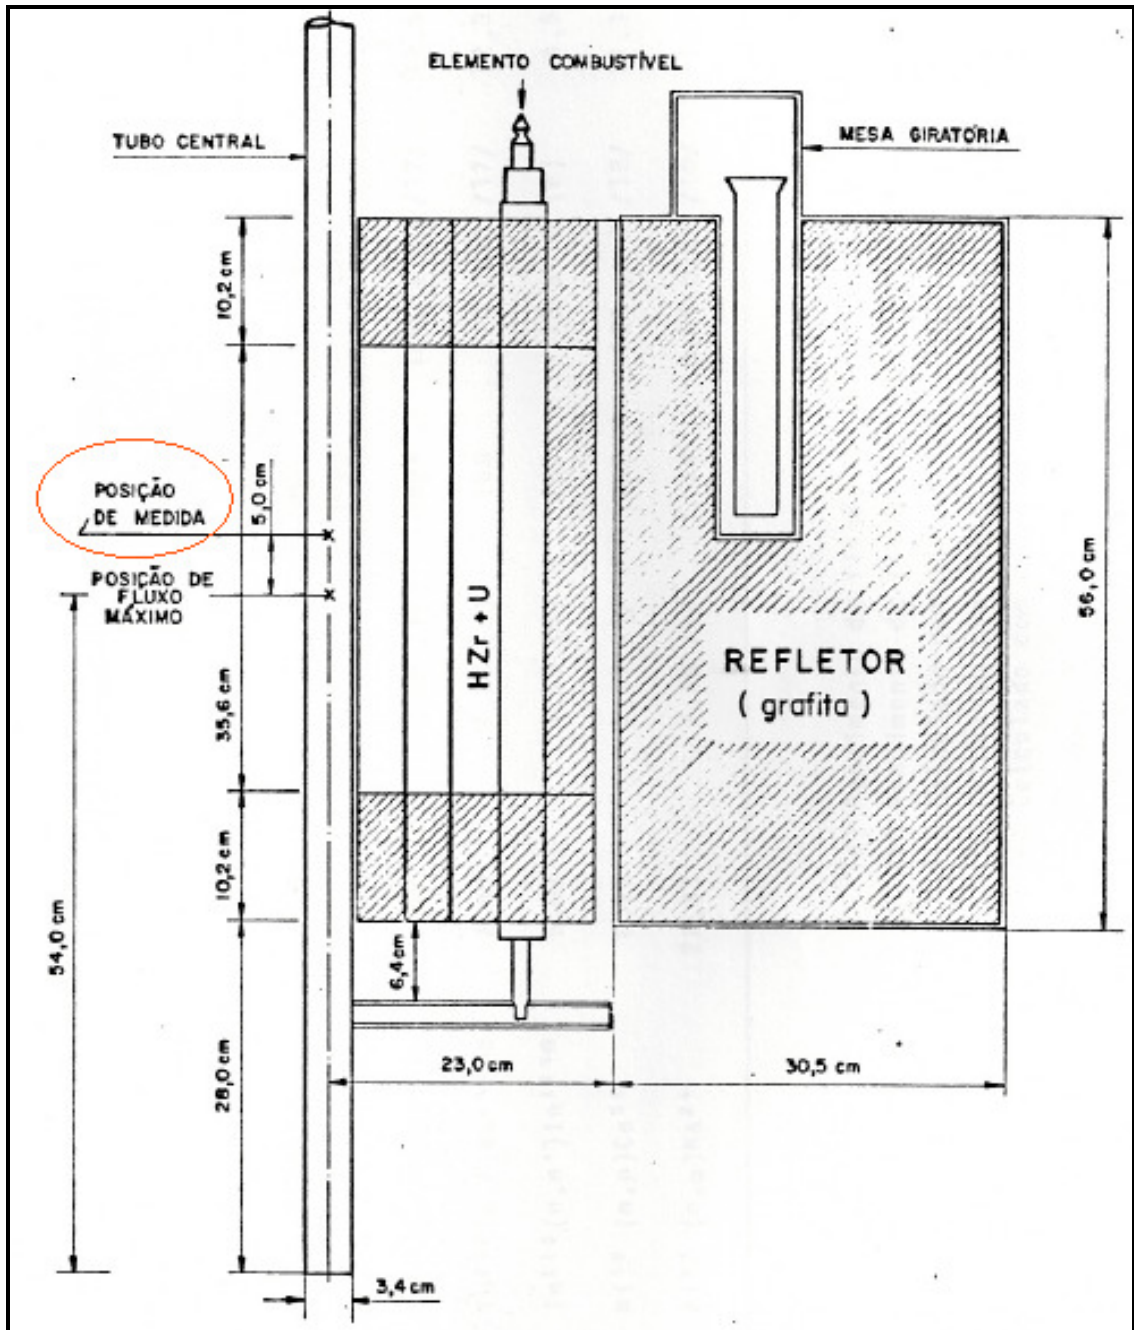 ELEMENTO COMBUSTÍVEL
TUBO CENTRAL
MESA GIRATÓRIA
10,2 cm
POSIÇÃO
DE MEDIDA
5,0 cm
POSIÇÃO DE
FLUXO
MÁXIMO
HZr + U
REFLETOR
( grafita )
56,0 cm
35,6 cm
10,2 cm
54,0 cm
6,4 cm
28,0 cm
23,0 cm
30,5 cm
3,4 cm